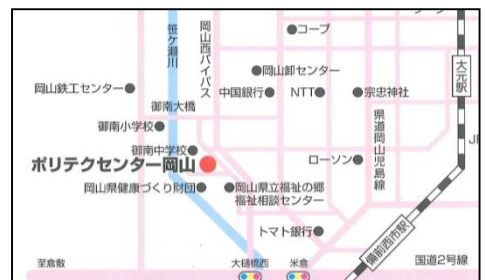 コープ
笹ヶ瀬川
岡山西バイパス
岡山卸センター
大元駅
岡山鉄工センター
中国銀行
NTT
宗忠神社
御南大橋
御南小学校
県道岡山児島線
御南中学校
ポリテクセンター岡山
ローソン
岡山県健康づくり財団
岡山県立福祉の郷
福祉相談センター
トマト銀行
備前西市駅
至倉敷
大樋橋西
米倉
国道2号線